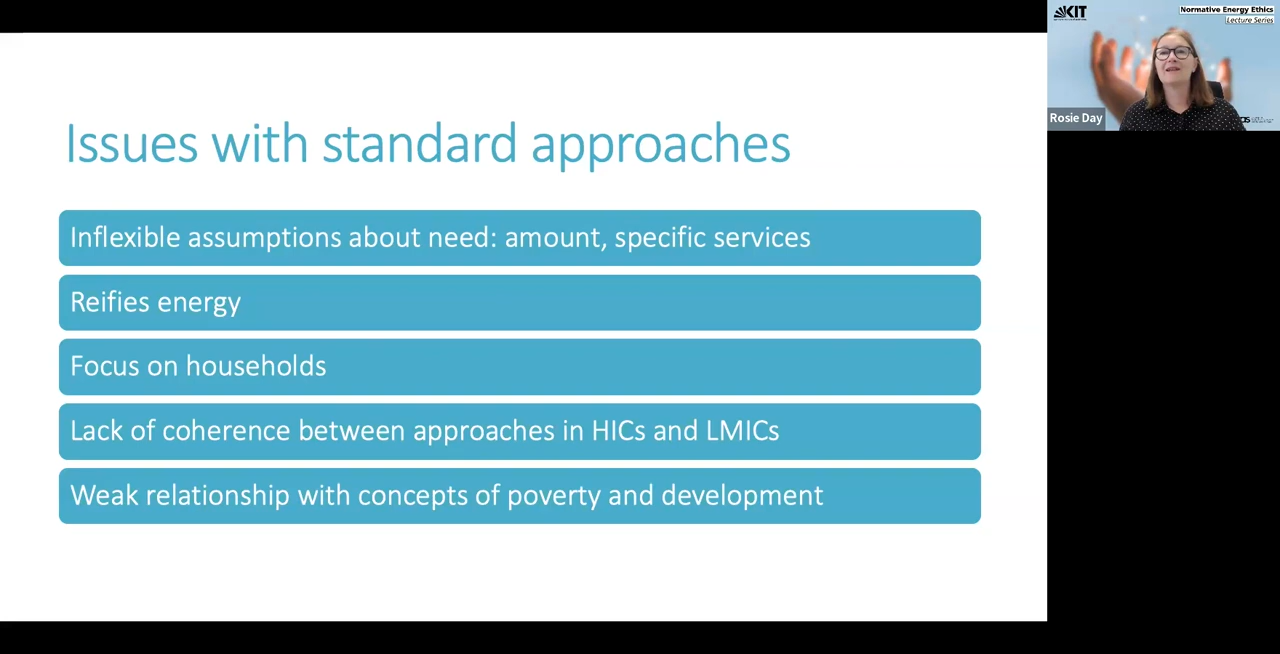 Issues with standard approaches
Inflexible assumptions about need: amount, specific services
Reifies energy
Focus on households
Lack of coherence between approaches in HICs and LMICs
Weak relationship with concepts of poverty and development
KIT
Normative Energy Ethics
Lecture Series
Rosie Day